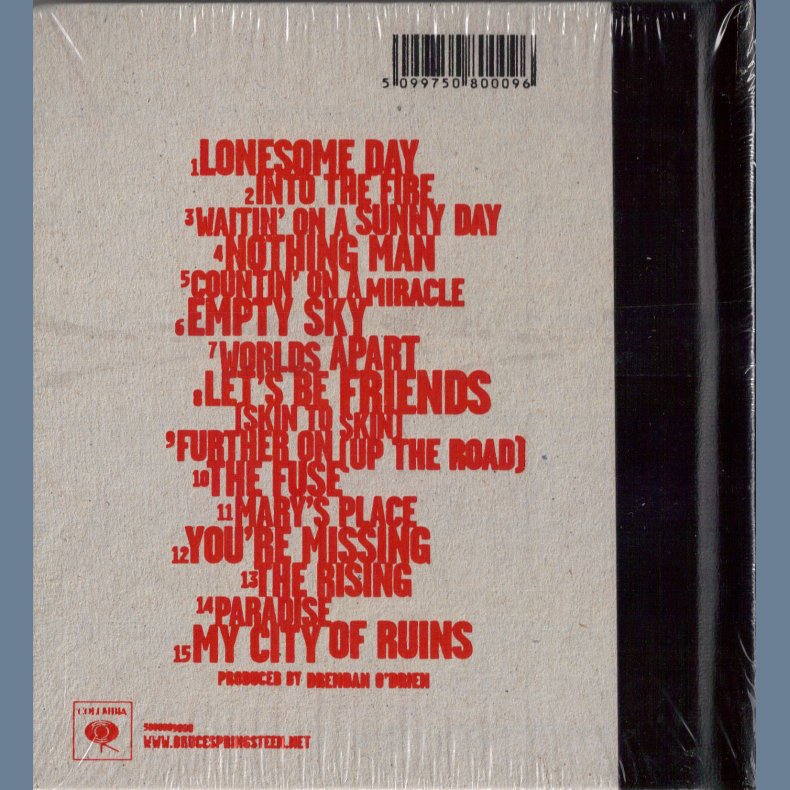 5 099750 800096
1 LONESOME DAY
2 INTO THE FIRE
3 WAITIN' ON A SUNNY DAY
4 NOTHING MAN
5 COUNTIN' ON A MIRACLE
6 EMPTY SKY
7 WORLDS APART
8 LET'S BE FRIENDS
(SKIN TO SKIN)
9 FURTHER ON (UP THE ROAD)
10 THE FUSE
11 MARY'S PLACE
12 YOU'RE MISSING
13 THE RISING
14 PARADISE
15 MY CITY OF RUINS
PRODUCED BY BRENDAN O'BRIEN
COLUMBIA
WWW.BRUCESPRINGSTEEN.NET